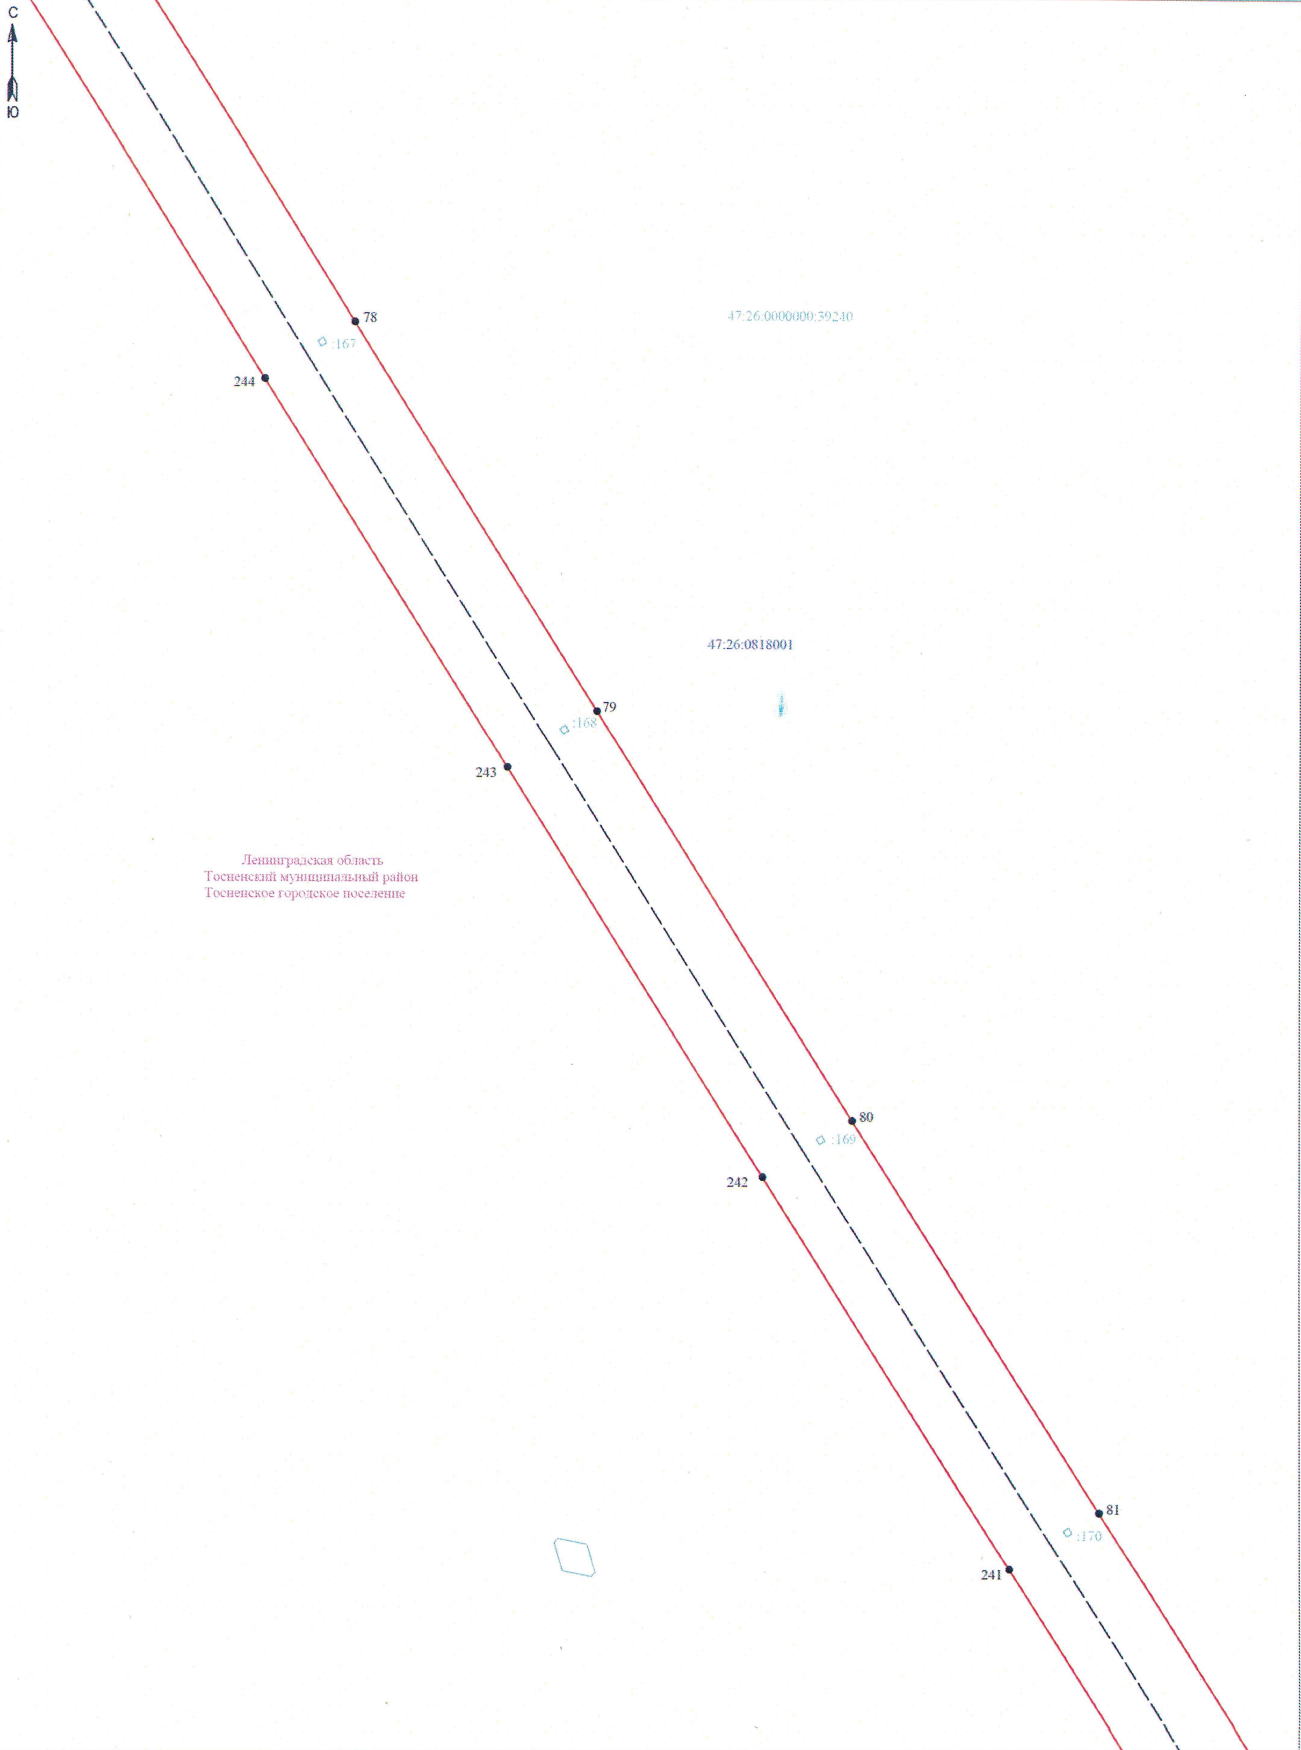 С
Ю
47:26:0000000:39240
78
:167
244
47:26:0818001
79
:168
243
Ленинградская область
Тосненский муниципальный район
Тосненское городское поселение
80
:169
242
81
:170
241